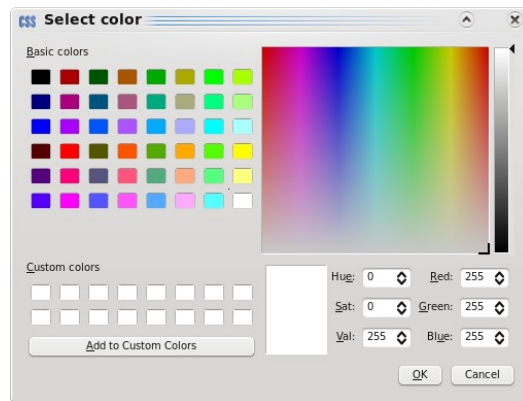 css Select color
Basic colors
Custom colors
Add to Custom Colors
Hue: 0 Red: 255
Sat: 0 Green: 255
Val: 255 Blue: 255
OK Cancel